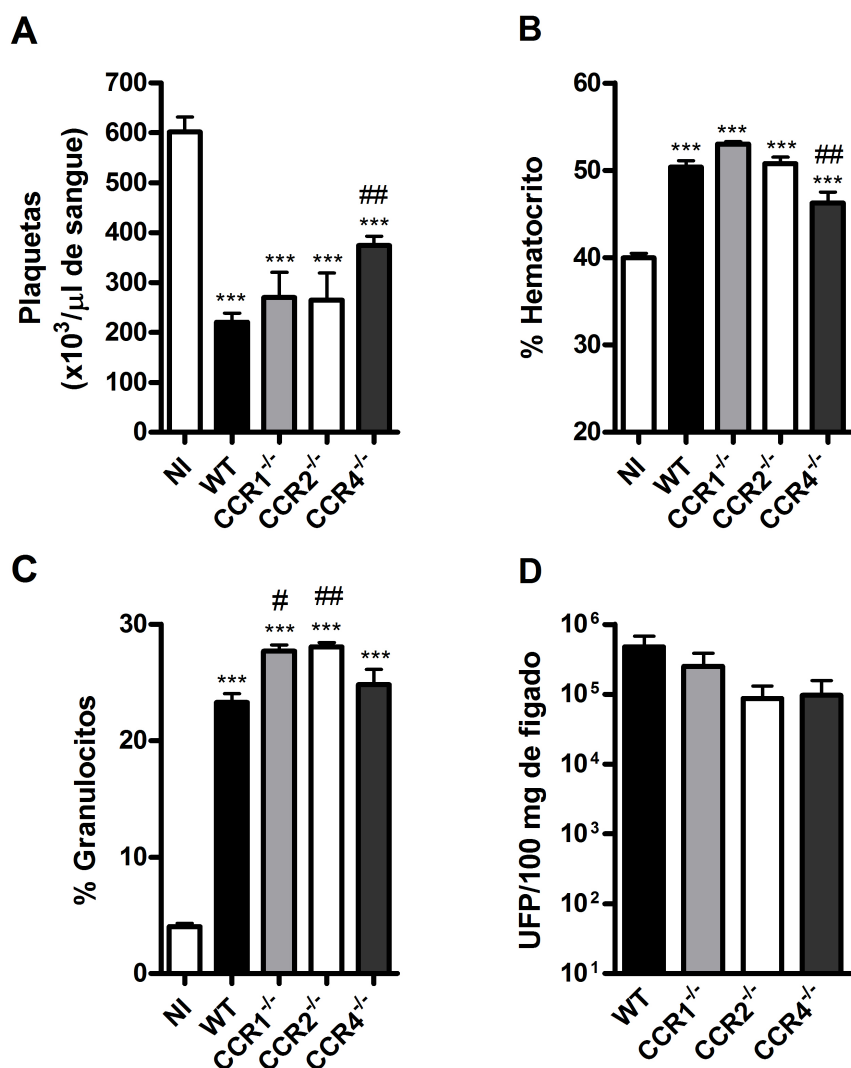 A
Plaquetas
(x10³/µl de sangue)
700
600
500
400
300
200
100
0
***
***
***
##
***
NI
WT
CCR1⁻/⁻
CCR2⁻/⁻
CCR4⁻/⁻
B
% Hematocrito
60
50
40
30
20
***
***
***
##
***
NI
WT
CCR1⁻/⁻
CCR2⁻/⁻
CCR4⁻/⁻
C
% Granulocitos
30
20
10
0
***
#
***
##
***
***
NI
WT
CCR1⁻/⁻
CCR2⁻/⁻
CCR4⁻/⁻
D
UFP/100 mg de figado
10⁶
10⁵
10⁴
10³
10²
10¹
WT
CCR1⁻/⁻
CCR2⁻/⁻
CCR4⁻/⁻